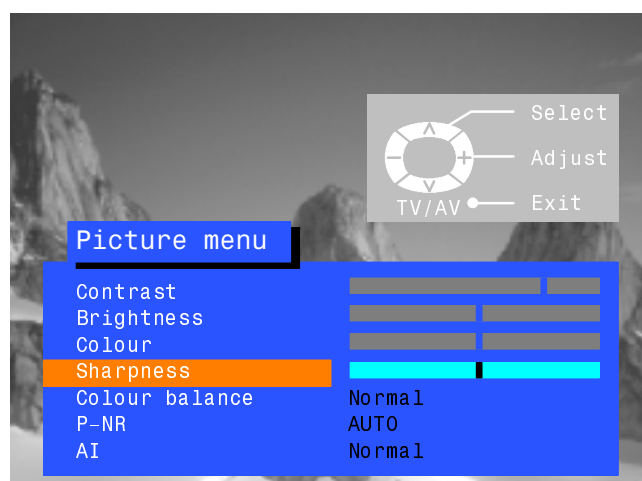 Select
Adjust
TV/AV Exit
Picture menu
Contrast
Brightness
Colour
Sharpness
Colour balance Normal
P-NR AUTO
AI Normal